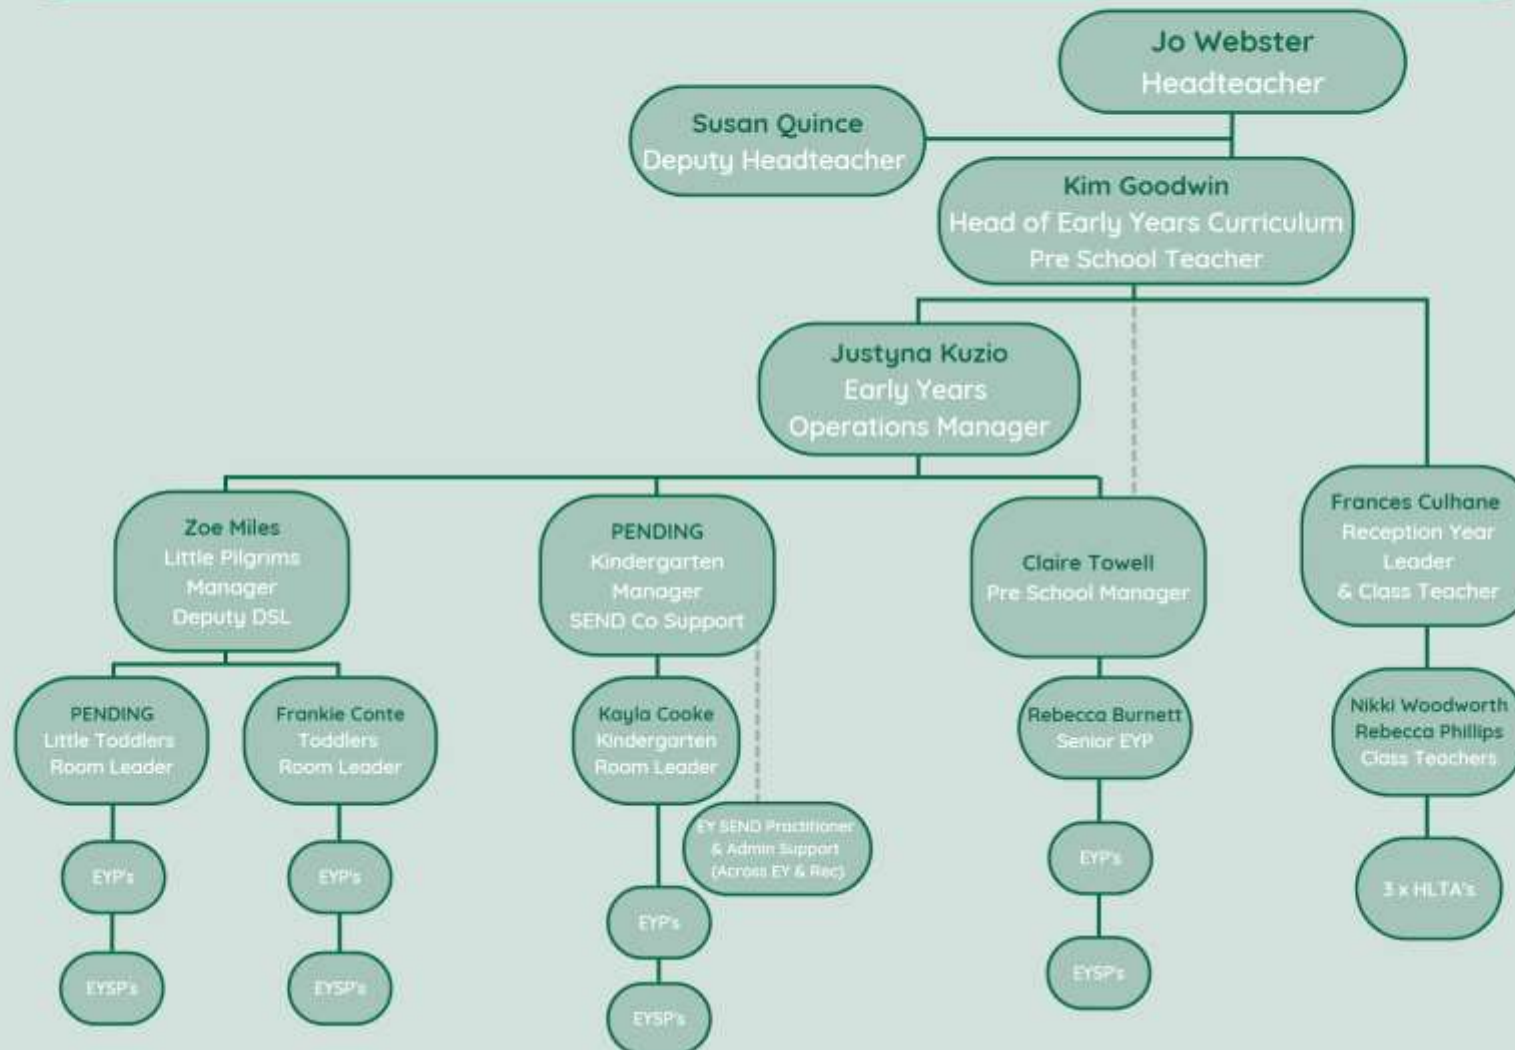 Jo Webster
Headteacher
Susan Quince
Deputy Headteacher
Kim Goodwin
Head of Early Years Curriculum
Pre School Teacher
Justyna Kuzio
Early Years
Operations Manager
Zoe Miles
Little Pilgrims
Manager
Deputy DSL
PENDING
Kindergarten
Manager
SEND Co Support
Claire Towell
Pre School Manager
Frances Culhane
Reception Year
Leader
& Class Teacher
PENDING
Little Toddlers
Room Leader
Frankie Conte
Toddlers
Room Leader
Kayla Cooke
Kindergarten
Room Leader
Rebecca Burnett
Senior EYP
Nikki Woodworth
Rebecca Phillips
Class Teachers
EY SEND Practitioner
& Admin Support
(Across EY & Rec)
EYP's
EYP's
EYP's
EYP's
3 x HLTA's
EYSP's
EYSP's
EYSP's
EYSP's